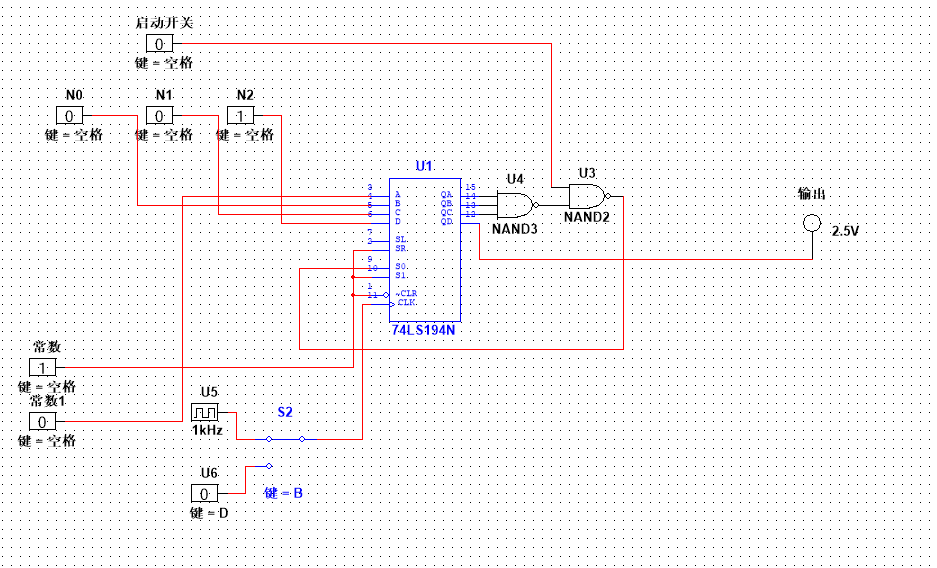 启动开关
0
键 = 空格
N0 N1 N2
0 0 1
键 = 空格 键 = 空格 键 = 空格
U1
U4
U3
3 A QA 15
4 B QB 14
5 C QC 13
6 D QD 12
NAND3
NAND2
输出
2.5V
7 SL
2 SR
9 S0
10 S1
1 ~CLR
11 CLK
74LS194N
常数
1
键 = 空格
常数1
0
键 = 空格
U5
1kHz
S2
U6
0
键 = D
键 = B